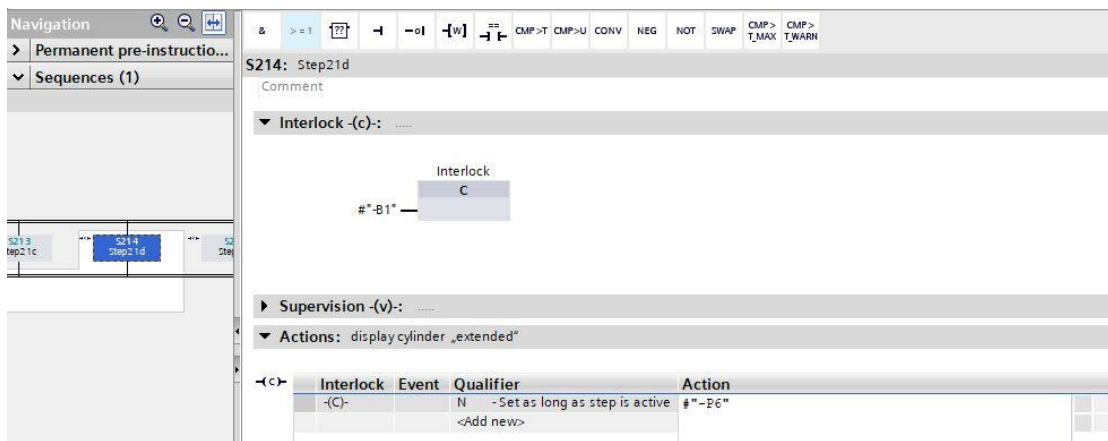 Navigation
Permanent pre-instructio...
Sequences (1)
S213
tep21c
S214
Step21d
S2
Step
& >=1 [??] -[w] == CMP>T CMP>U CONV NEG NOT SWAP CMP> T_MAX CMP> T_WARN
S214: Step21d
Comment
Interlock -(c)-: .....
Interlock
C
#"-B1"
Supervision -(v)-: .....
Actions: display cylinder „extended“
-(c)- Interlock Event Qualifier Action
-(C)- N - Set as long as step is active #"-P6"
<Add new>